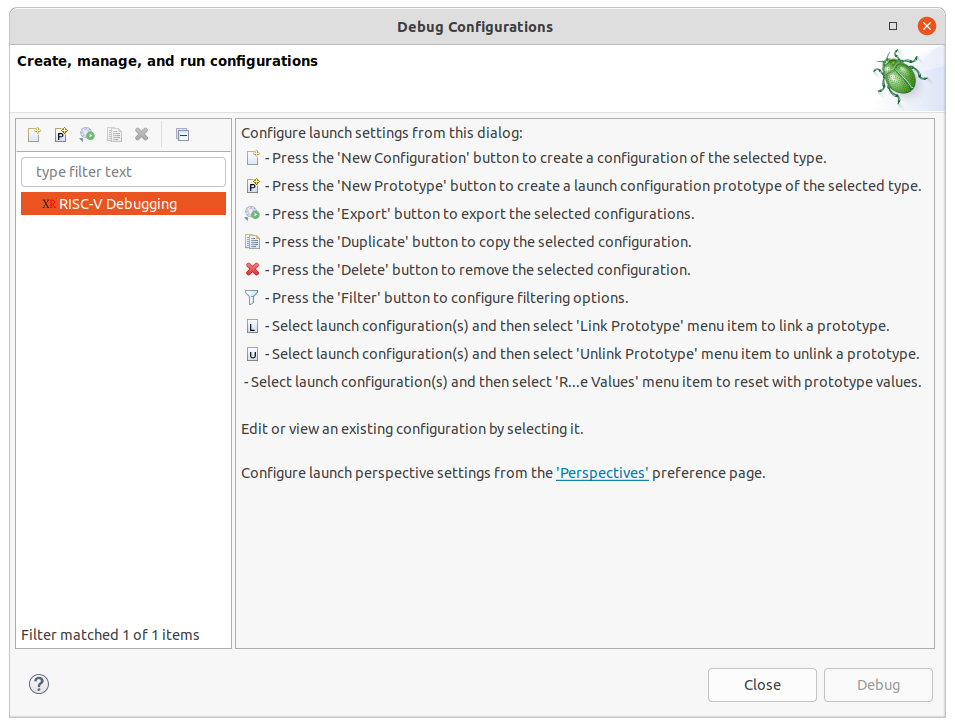 Debug Configurations
Create, manage, and run configurations
P
type filter text
XR RISC-V Debugging
Filter matched 1 of 1 items
Configure launch settings from this dialog:
- Press the 'New Configuration' button to create a configuration of the selected type.
P - Press the 'New Prototype' button to create a launch configuration prototype of the selected type.
- Press the 'Export' button to export the selected configurations.
- Press the 'Duplicate' button to copy the selected configuration.
- Press the 'Delete' button to remove the selected configuration.
- Press the 'Filter' button to configure filtering options.
L - Select launch configuration(s) and then select 'Link Prototype' menu item to link a prototype.
U - Select launch configuration(s) and then select 'Unlink Prototype' menu item to unlink a prototype.
- Select launch configuration(s) and then select 'R...e Values' menu item to reset with prototype values.
Edit or view an existing configuration by selecting it.
Configure launch perspective settings from the 'Perspectives' preference page.
?
Close
Debug